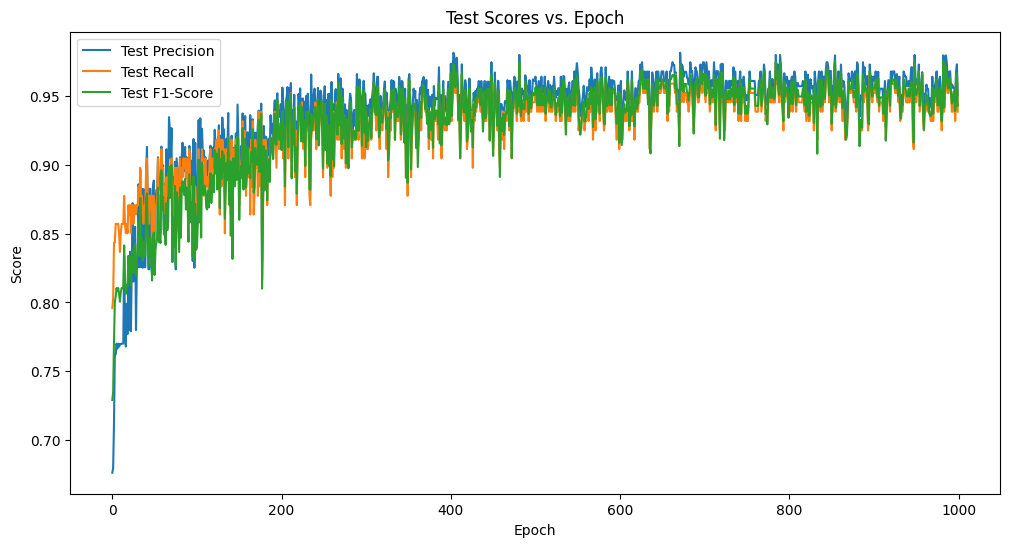 Test Scores vs. Epoch
Test Precision
Test Recall
Test F1-Score
Score
0.95
0.90
0.85
0.80
0.75
0.70
0
200
400
600
800
1000
Epoch